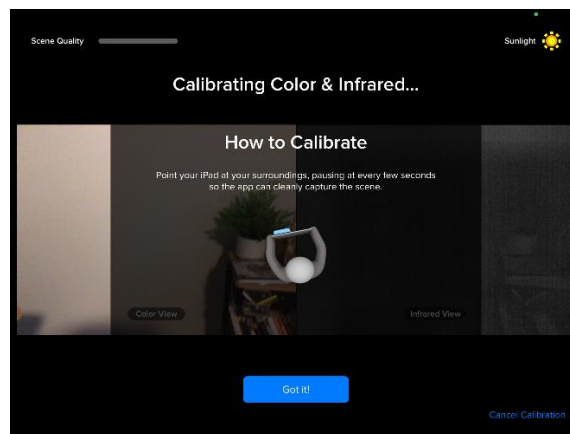 Scene Quality
Sunlight
Calibrating Color & Infrared...
How to Calibrate
Point your iPad at your surroundings, pausing at every few seconds
so the app can cleanly capture the scene.
Color View
Infrared View
Got it!
Cancel Calibration